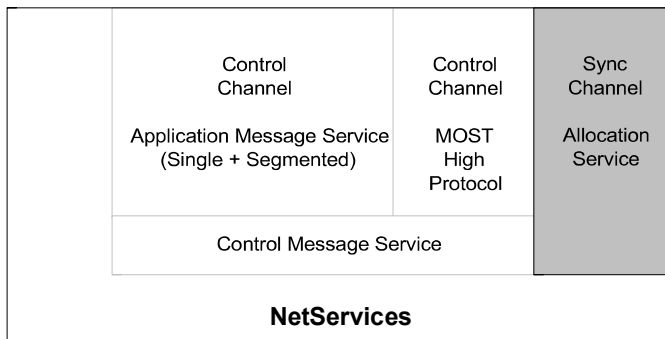 Control
Channel
Application Message Service
(Single + Segmented)
Control
Channel
MOST
High
Protocol
Sync
Channel
Allocation
Service
Control Message Service
NetServices